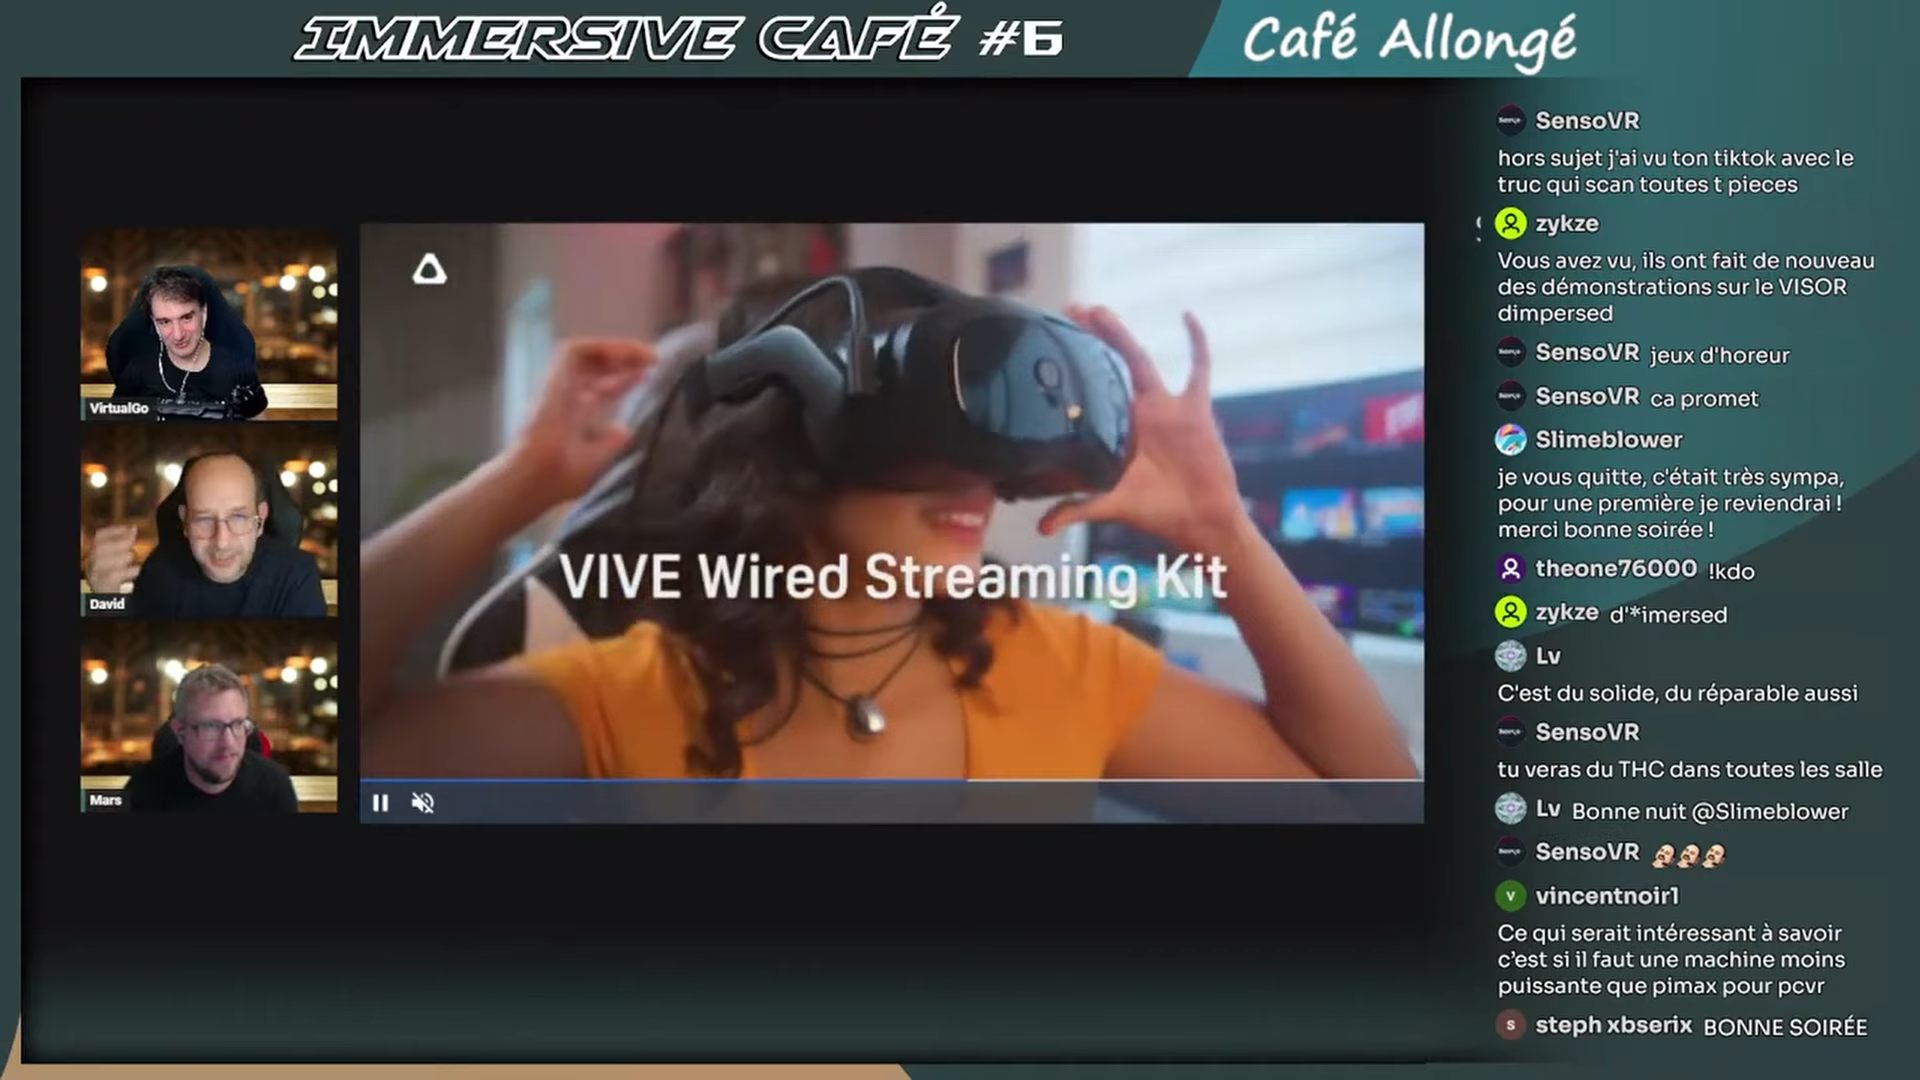 IMMERSIVE CAFÉ #6
Café Allongé
VirtualGo
David
Mars
VIVE Wired Streaming Kit
SensoVR
hors sujet j'ai vu ton tiktok avec le
truc qui scan toutes t pieces
zykze
Vous avez vu, ils ont fait de nouveau
des démonstrations sur le VISOR
dimpersed
SensoVR jeux d'horeur
SensoVR ca promet
Slimeblower
je vous quitte, c'était très sympa,
pour une première je reviendrai !
merci bonne soirée !
theone76000 !kdo
zykze d'*imersed
Lv
C'est du solide, du réparable aussi
SensoVR
tu veras du THC dans toutes les salle
Lv Bonne nuit @Slimeblower
SensoVR
V vincentnoir1
Ce qui serait intéressant à savoir
c’est si il faut une machine moins
puissante que pimax pour pcvr
S steph xbserix BONNE SOIRÉE